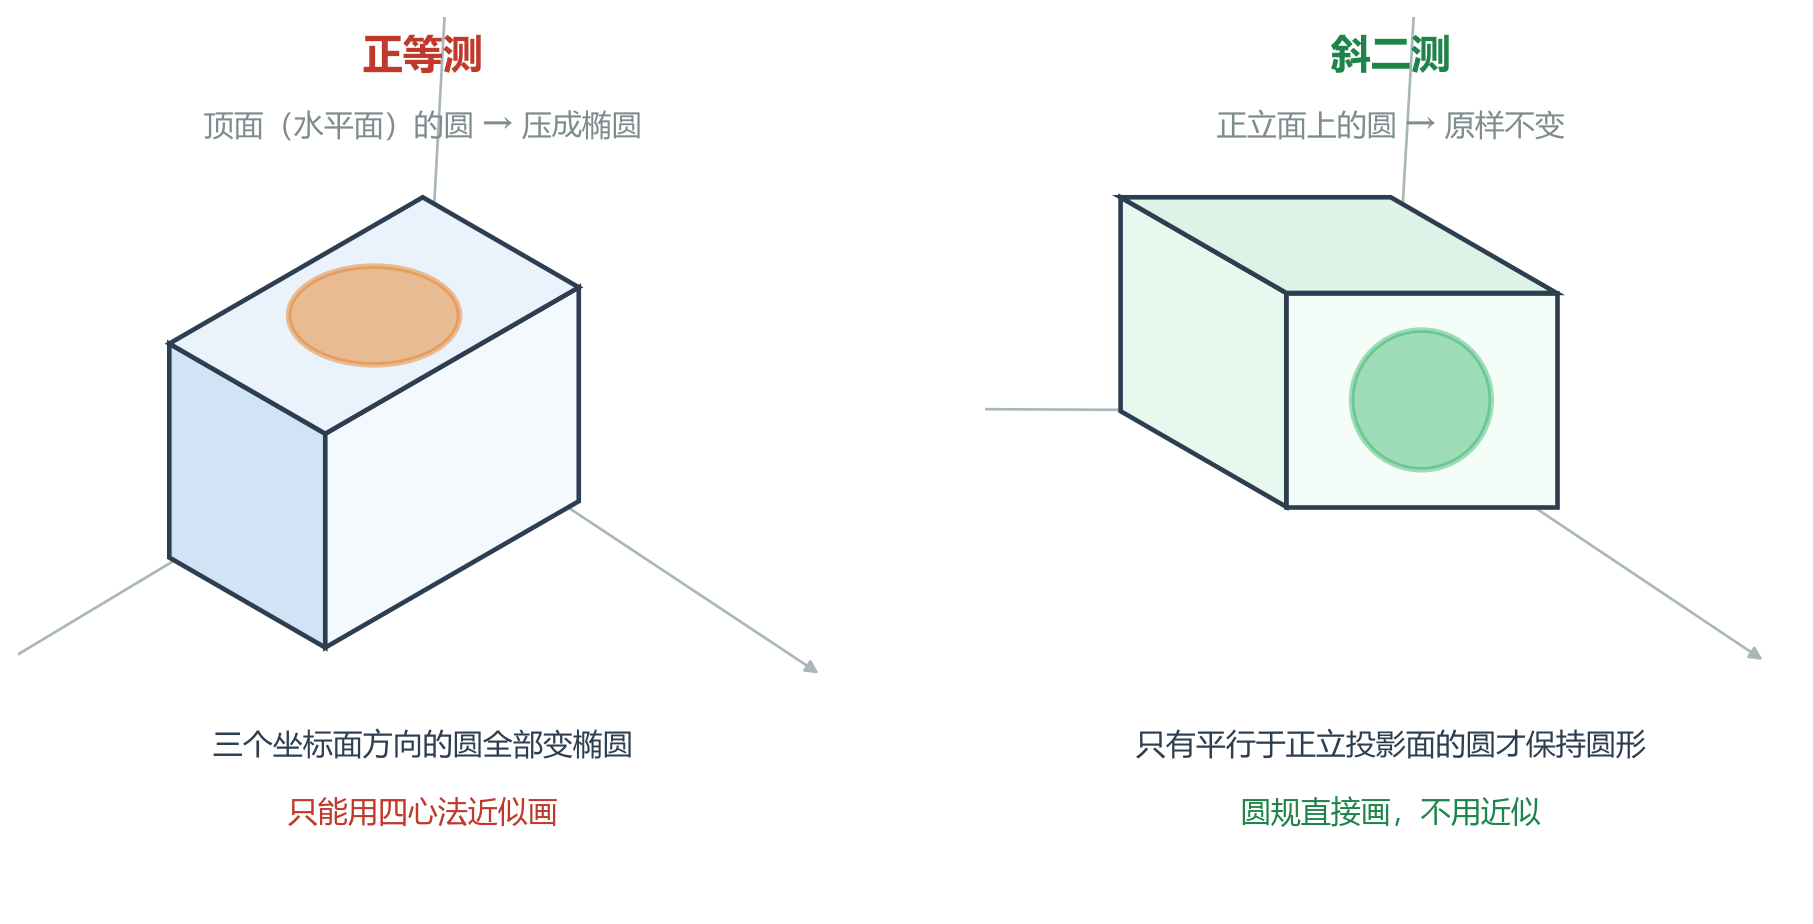 正等测
顶面（水平面）的圆 → 压成椭圆
三个坐标面方向的圆全部变椭圆
只能用四心法近似画
斜二测
正立面上的圆 → 原样不变
只有平行于正立投影面的圆才保持圆形
圆规直接画，不用近似